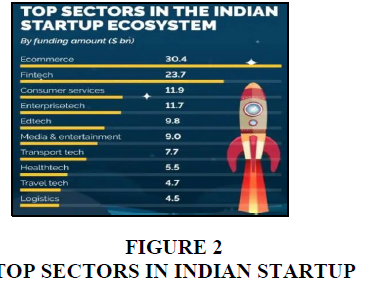 TOP SECTORS IN THE INDIAN
STARTUP ECOSYSTEM
By funding amount ($ bn)
Ecommerce 30.4
Fintech 23.7
Consumer services 11.9
Enterprisetech 11.7
Edtech 9.8
Media & entertainment 9.0
Transport tech 7.7
Healthtech 5.5
Travel tech 4.7
Logistics 4.5
FIGURE 2
TOP SECTORS IN INDIAN STARTUP